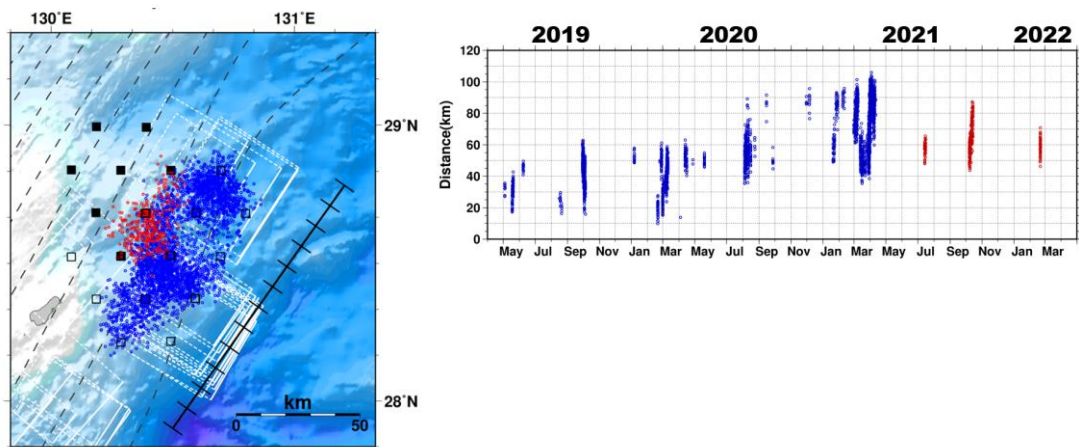 130˚E
131˚E
29˚N
28˚N
km
0
50
2019
2020
2021
2022
Distance(km)
120
100
80
60
40
20
0
May Jul Sep Nov Jan Mar May Jul Sep Nov Jan Mar May Jul Sep Nov Jan Mar